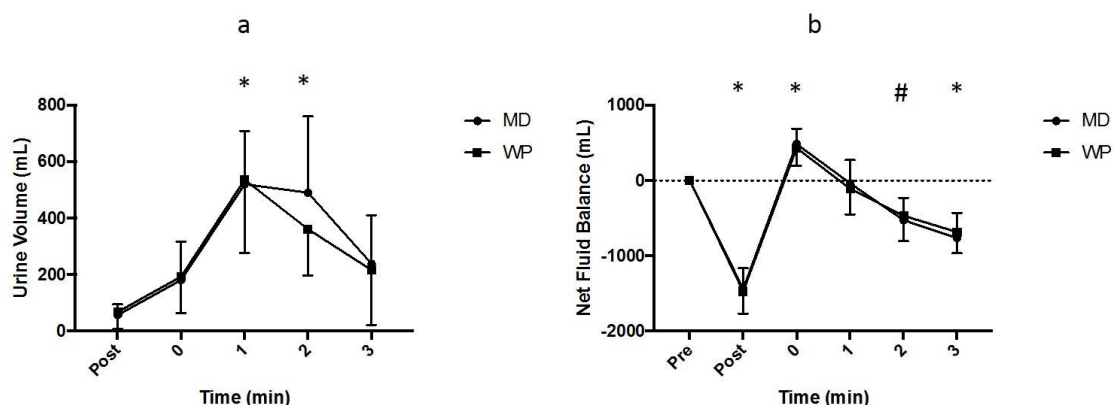 a
* *
800
600
400
200
0
Urine Volume (mL)
Post 0 1 2 3
Time (min)
MD
WP
b
* * # *
1000
0
-1000
-2000
Net Fluid Balance (mL)
Pre Post 0 1 2 3
Time (min)
MD
WP